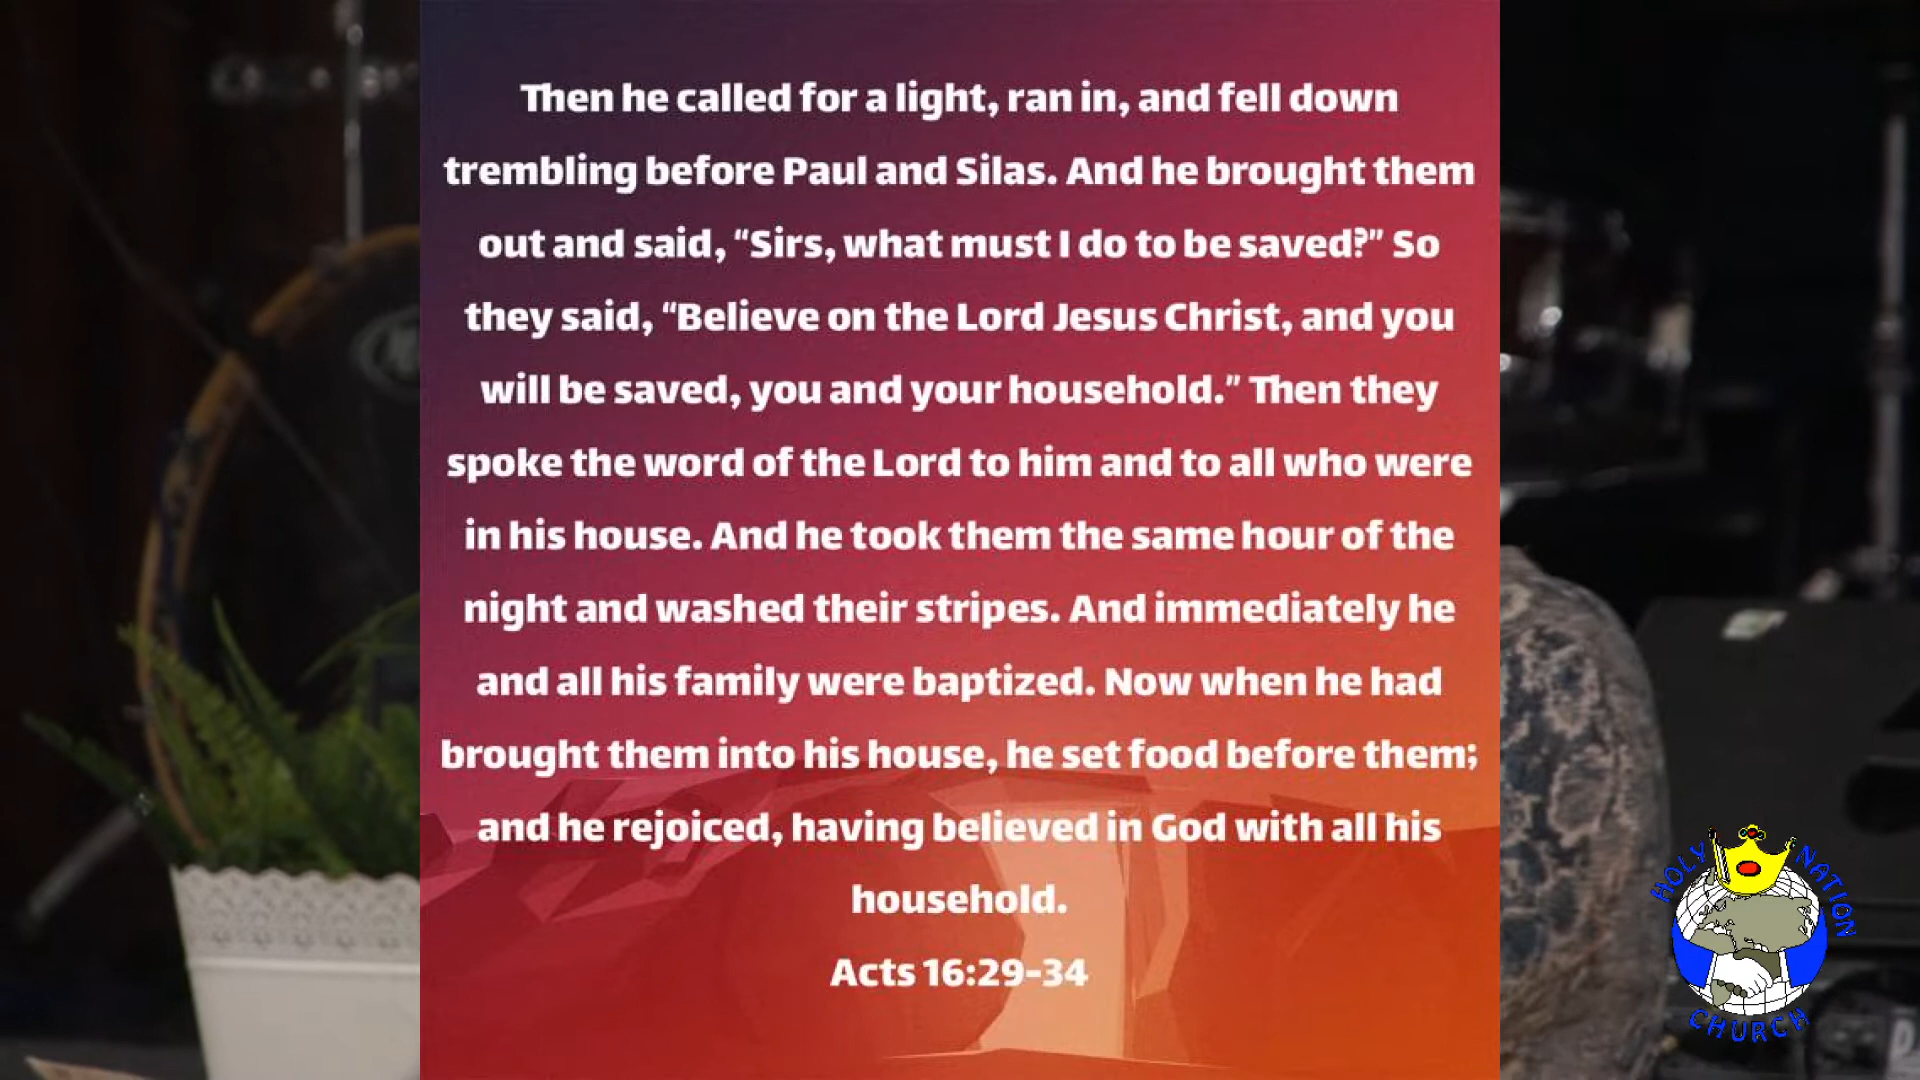 Then he called for a light, ran in, and fell down
trembling before Paul and Silas. And he brought them
out and said, “Sirs, what must I do to be saved?” So
they said, “Believe on the Lord Jesus Christ, and you
will be saved, you and your household.” Then they
spoke the word of the Lord to him and to all who were
in his house. And he took them the same hour of the
night and washed their stripes. And immediately he
and all his family were baptized. Now when he had
brought them into his house, he set food before them;
and he rejoiced, having believed in God with all his
household.
Acts 16:29-34
HOLY NATION
CHURCH